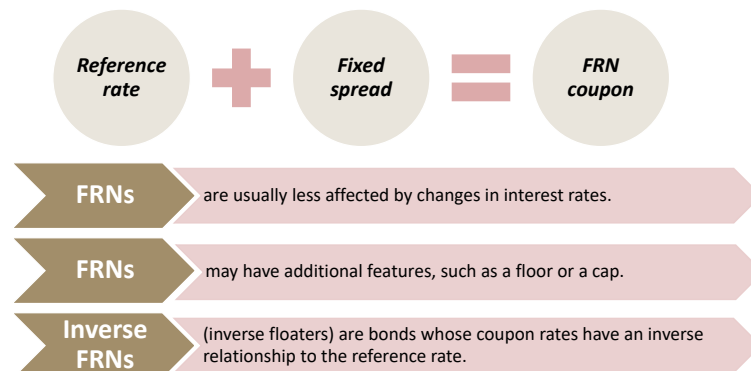 Reference
rate
Fixed
spread
FRN
coupon
FRNs
are usually less affected by changes in interest rates.
FRNs
may have additional features, such as a floor or a cap.
Inverse
FRNs
(inverse floaters) are bonds whose coupon rates have an inverse
relationship to the reference rate.